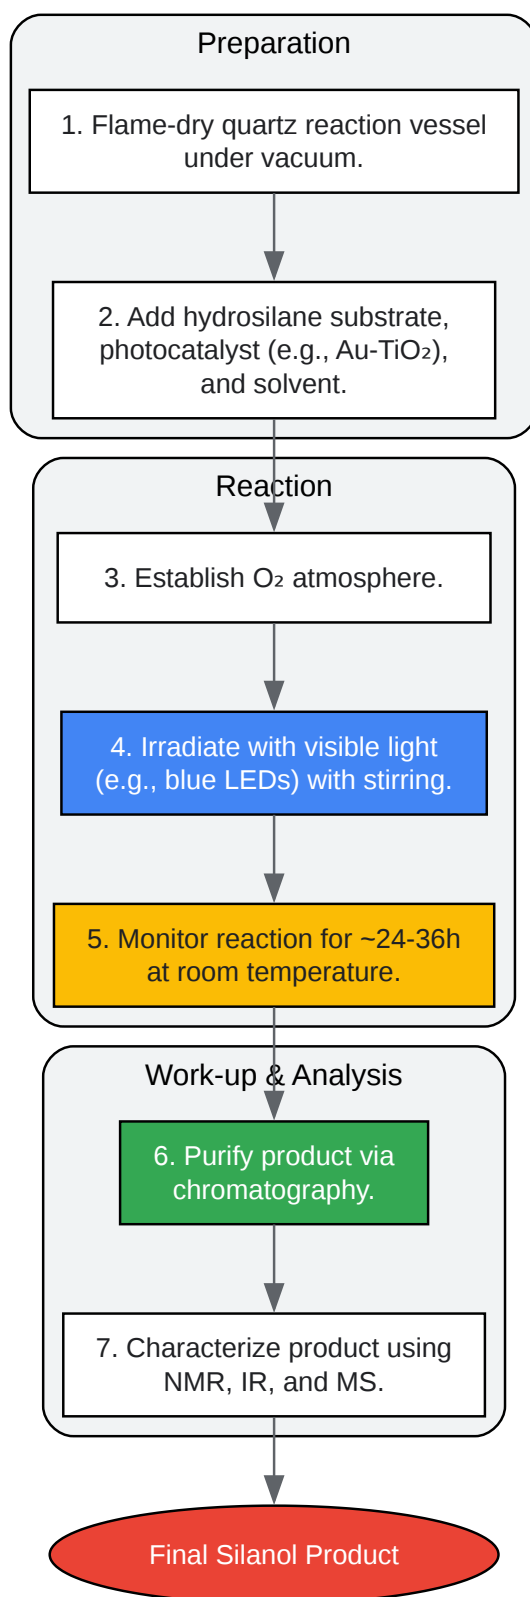 Preparation
1. Flame-dry quartz reaction vessel
under vacuum.
2. Add hydrosilane substrate,
photocatalyst (e.g., Au-TiO₂),
and solvent.
Reaction
3. Establish O₂ atmosphere.
4. Irradiate with visible light
(e.g., blue LEDs) with stirring.
5. Monitor reaction for ~24-36h
at room temperature.
Work-up & Analysis
6. Purify product via
chromatography.
7. Characterize product using
NMR, IR, and MS.
Final Silanol Product